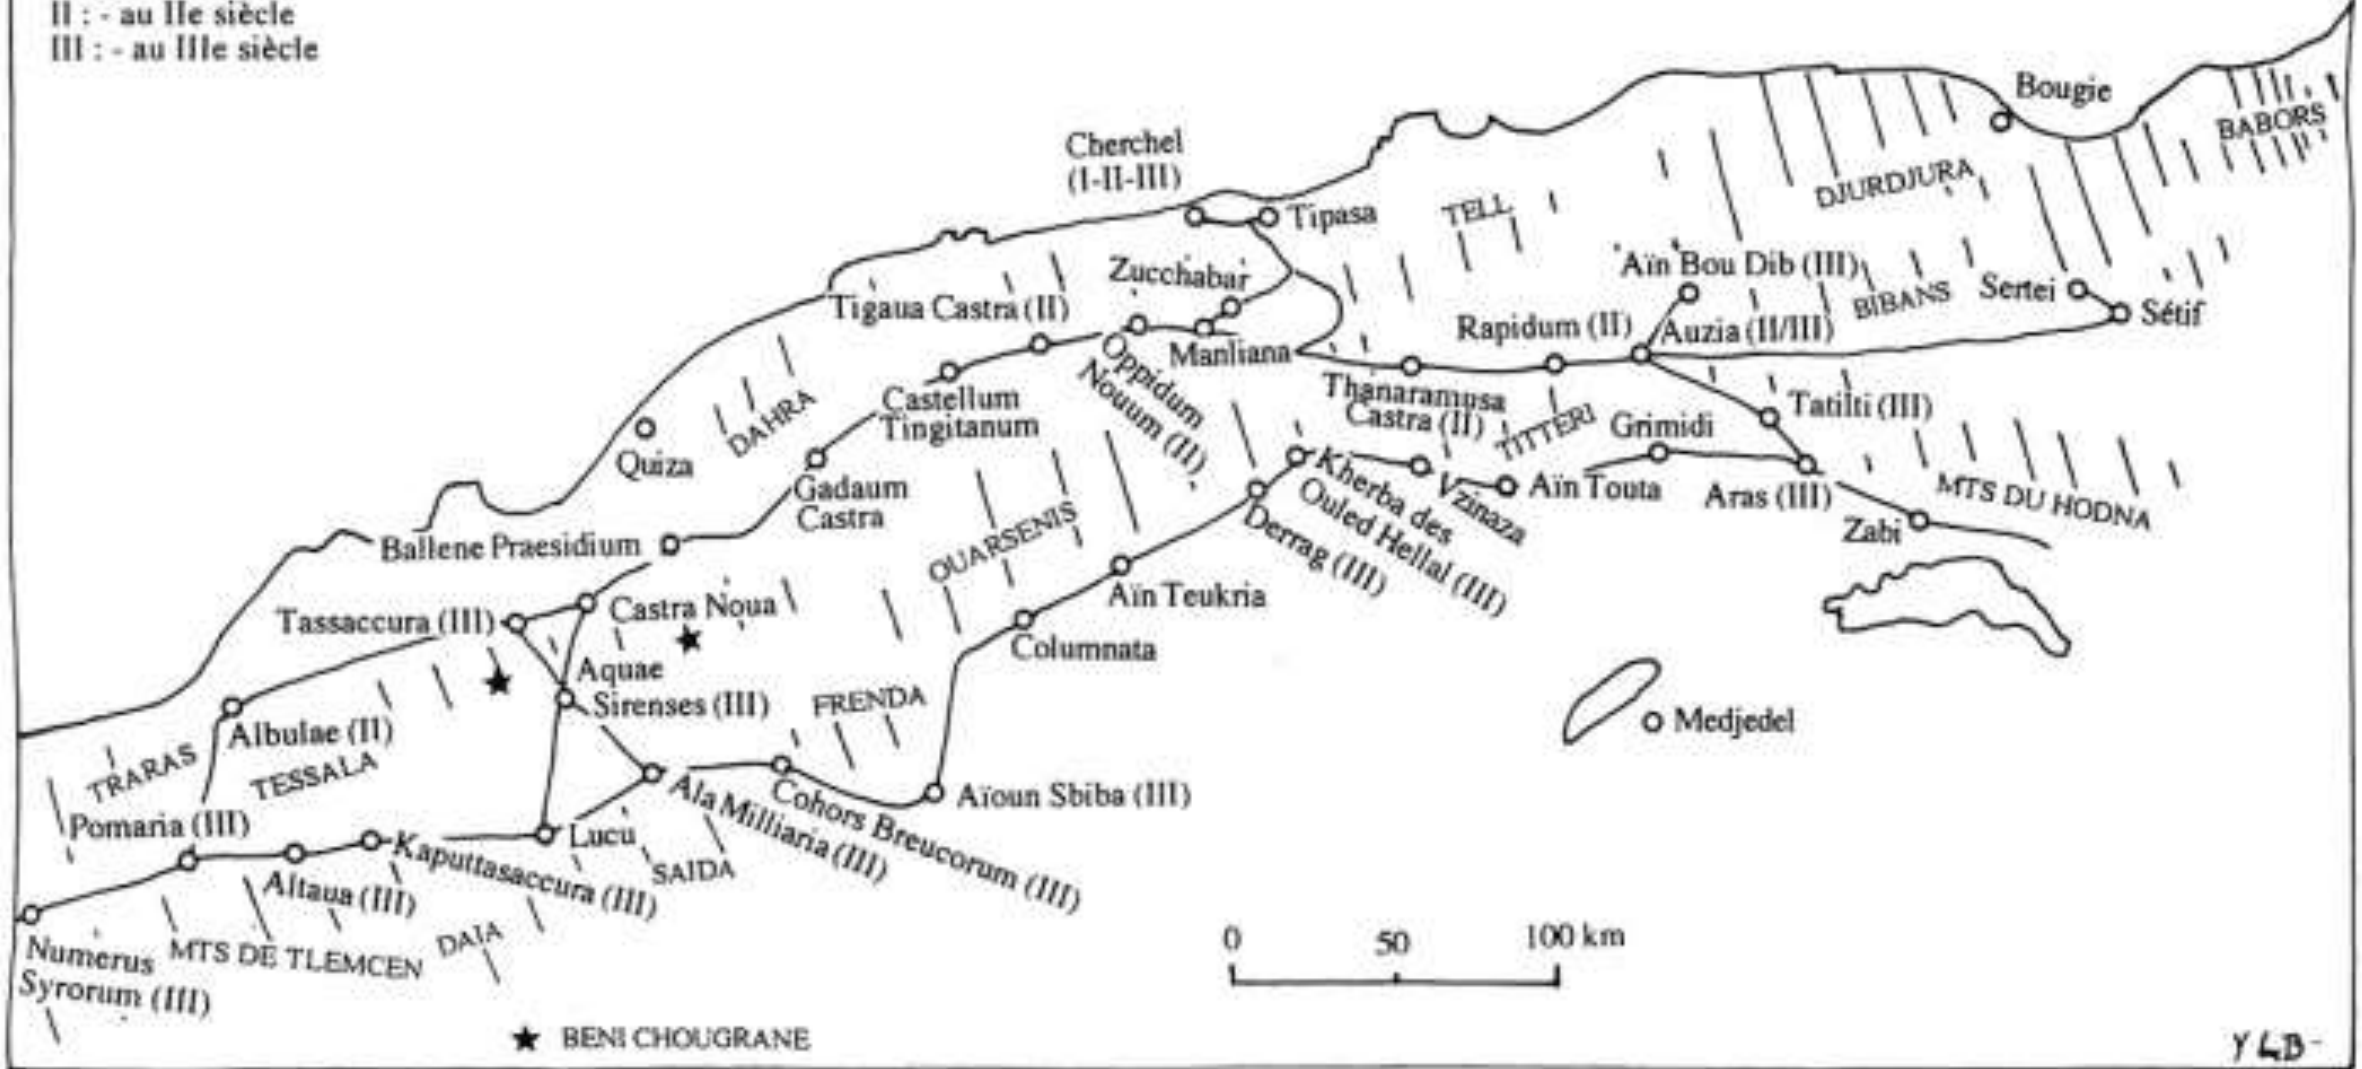 II : - au IIe siècle
III : - au IIIe siècle
Bougie
BABORS
Cherchel
(I-II-III)
DJURDJURA
Tipasa
TELL
Zucchabar
Aïn Bou Dib (III)
BIBANS
Sertei
Sétif
Tigaua Castra (II)
Rapidum (II)
Auzia (II/III)
Manliana
Oppidum
Nouum (II)
Castellum
Tingitanum
DAHRA
Quiza
Thanaramusa
Castra (II)
TITTERI
Grimidi
Tatilti (III)
Gadaum
Castra
Kherba des
Ouled Hellal (III)
Vzinaza
Aïn Touta
Aras (III)
MTS DU HODNA
Zabi
Derrag (III)
OUARSENIS
Ballene Praesidium
Aïn Teukria
Castra Noua
Tassaccura (III)
Columnata
Aquae
Sirenses (III)
FRENDA
Medjedel
Albulae (II)
TRARAS
TESSALA
Aïoun Sbiba (III)
Cohors Breucorum (III)
Ala Milliaria (III)
Pomaria (III)
Lucu
SAIDA
Kaputtasaccura (III)
Altaua (III)
DAIA
MTS DE TLEMCEN
Numerus
Syrorum (III)
0 50 100 km
BENI CHOUGRANE
YLB-